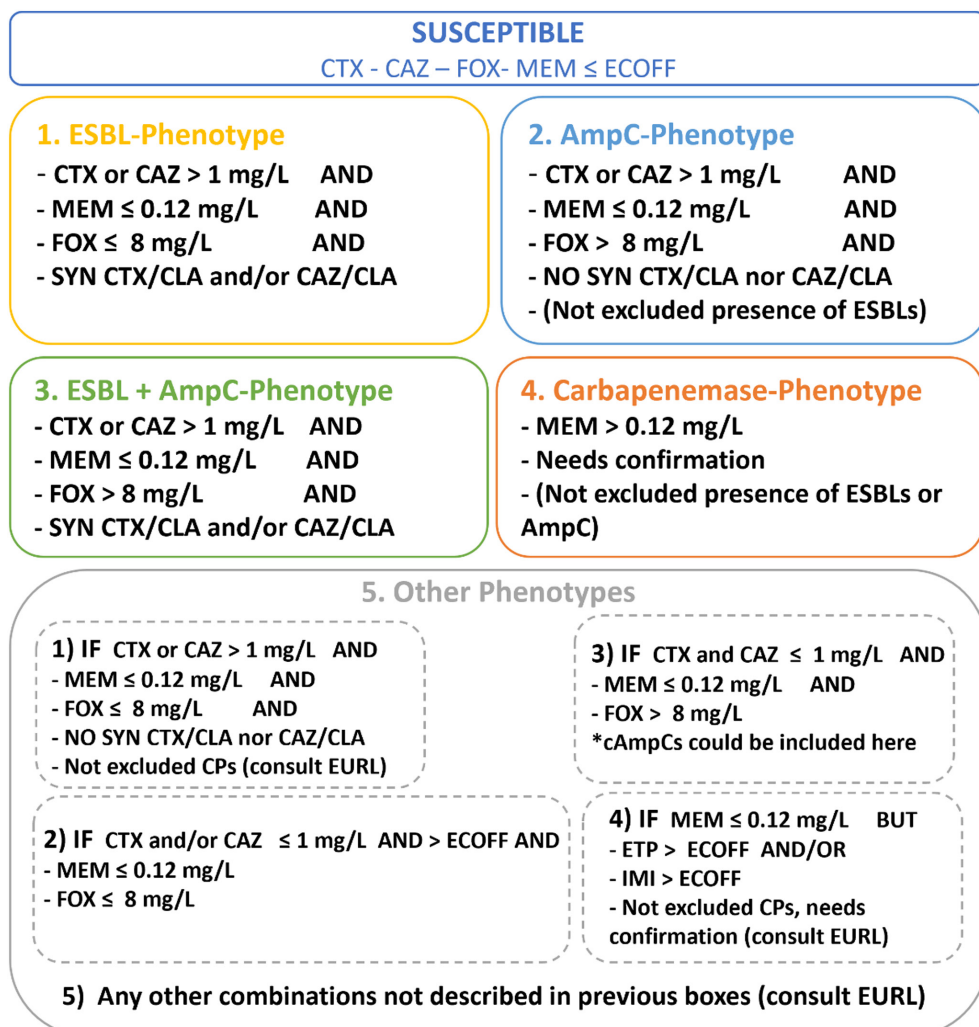 SUSCEPTIBLE
CTX - CAZ – FOX- MEM ≤ ECOFF
1. ESBL-Phenotype
- CTX or CAZ > 1 mg/L AND
- MEM ≤ 0.12 mg/L AND
- FOX ≤ 8 mg/L AND
- SYN CTX/CLA and/or CAZ/CLA
2. AmpC-Phenotype
- CTX or CAZ > 1 mg/L AND
- MEM ≤ 0.12 mg/L AND
- FOX > 8 mg/L AND
- NO SYN CTX/CLA nor CAZ/CLA
- (Not excluded presence of ESBLs)
3. ESBL + AmpC-Phenotype
- CTX or CAZ > 1 mg/L AND
- MEM ≤ 0.12 mg/L AND
- FOX > 8 mg/L AND
- SYN CTX/CLA and/or CAZ/CLA
4. Carbapenemase-Phenotype
- MEM > 0.12 mg/L
- Needs confirmation
- (Not excluded presence of ESBLs or
AmpC)
5. Other Phenotypes
1) IF CTX or CAZ > 1 mg/L AND
- MEM ≤ 0.12 mg/L AND
- FOX ≤ 8 mg/L AND
- NO SYN CTX/CLA nor CAZ/CLA
- Not excluded CPs (consult EURL)
2) IF CTX and/or CAZ ≤ 1 mg/L AND > ECOFF AND
- MEM ≤ 0.12 mg/L
- FOX ≤ 8 mg/L
3) IF CTX and CAZ ≤ 1 mg/L AND
- MEM ≤ 0.12 mg/L AND
- FOX > 8 mg/L
*cAmpCs could be included here
4) IF MEM ≤ 0.12 mg/L BUT
- ETP > ECOFF AND/OR
- IMI > ECOFF
- Not excluded CPs, needs
confirmation (consult EURL)
5) Any other combinations not described in previous boxes (consult EURL)